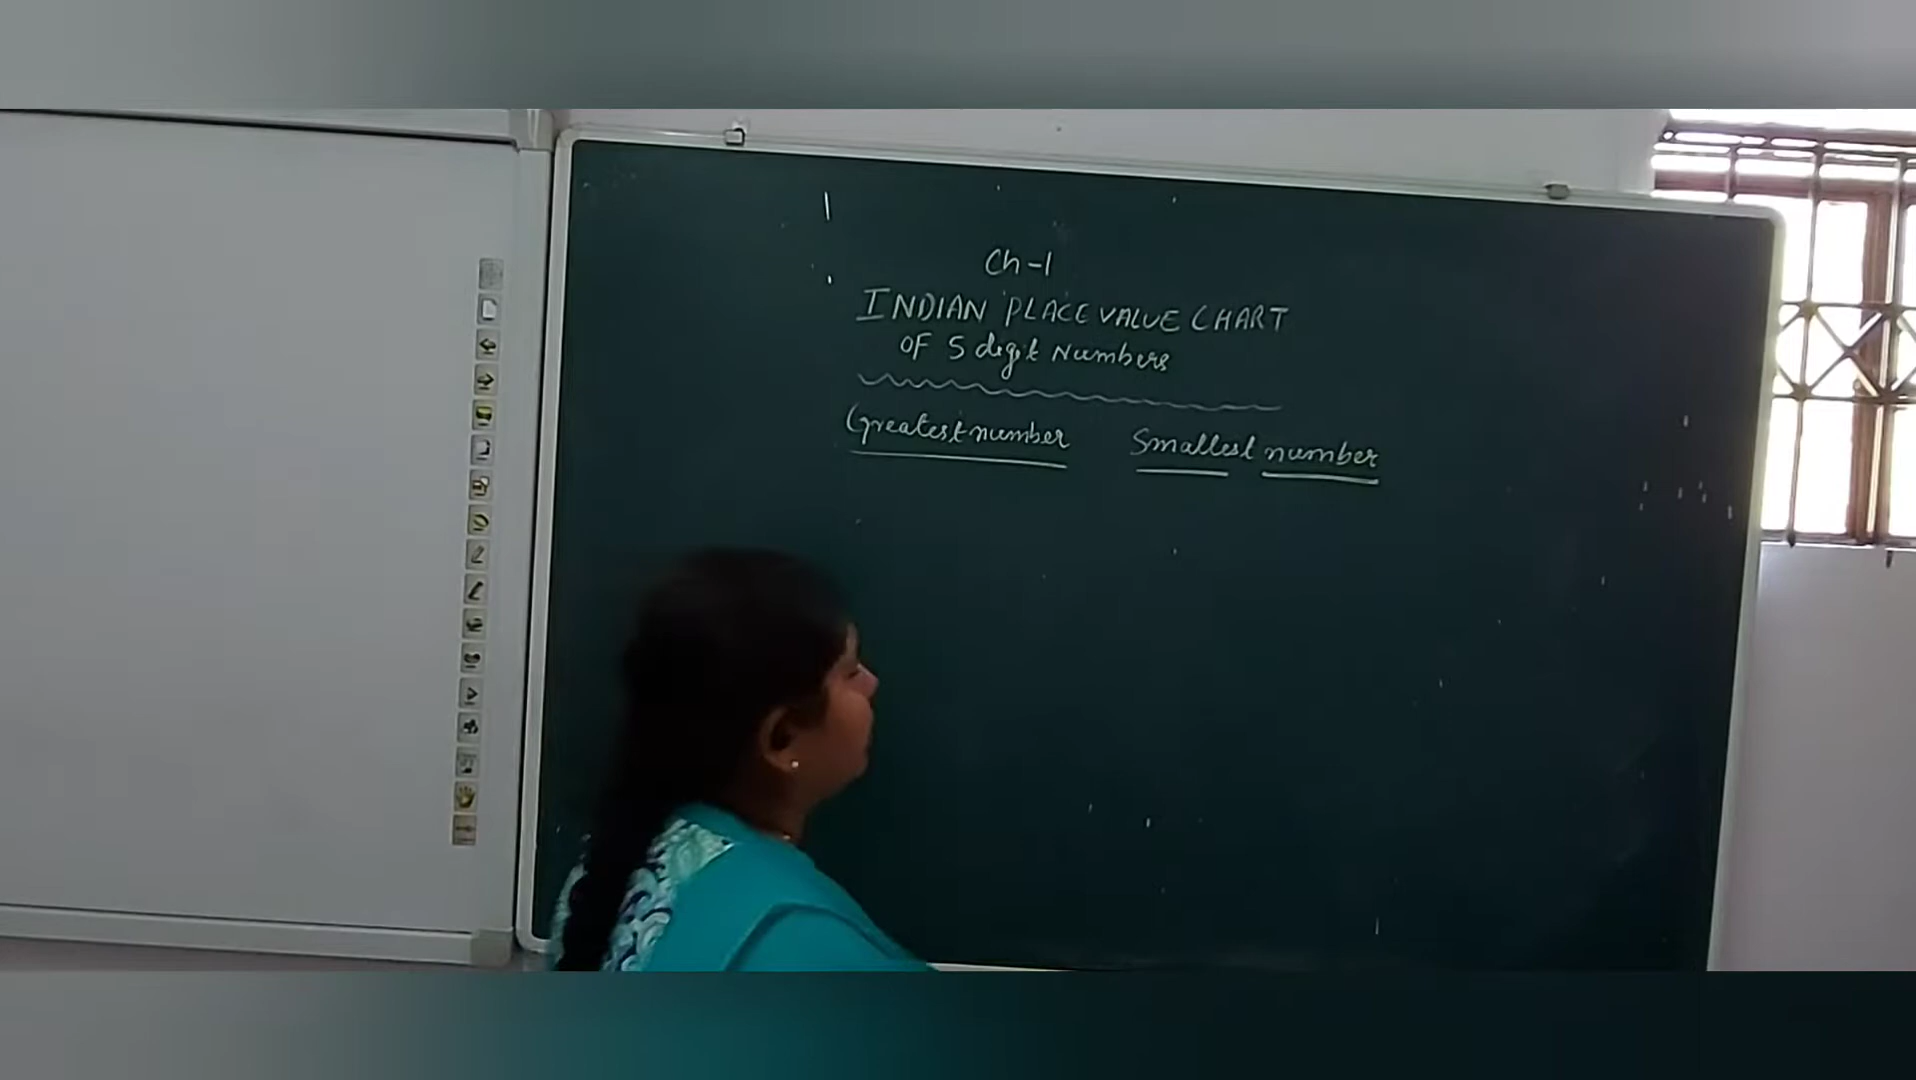 Ch-1
INDIAN PLACE VALUE CHART
OF 5 digit Numbers
Greatest number Smallest number